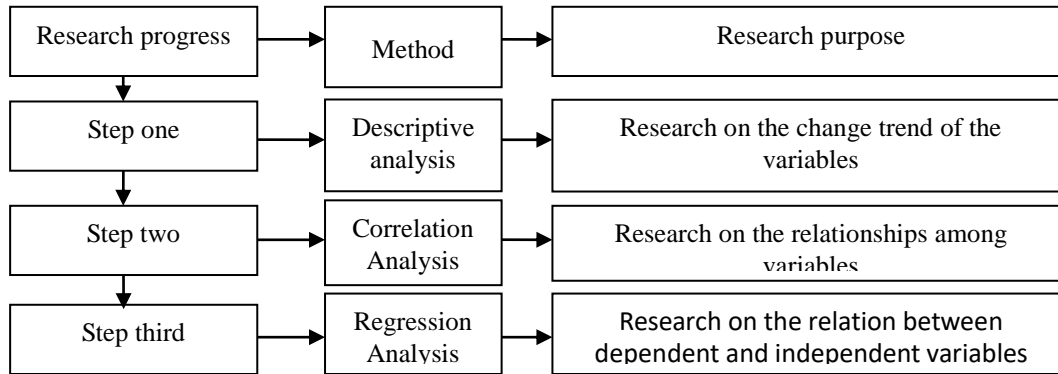 Research progress
Method
Research purpose
Step one
Descriptive
analysis
Research on the change trend of the
variables
Step two
Correlation
Analysis
Research on the relationships among
variables
Step third
Regression
Analysis
Research on the relation between
dependent and independent variables